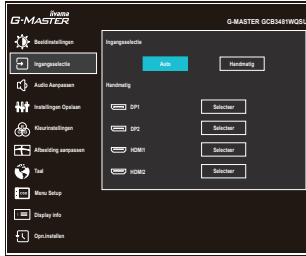 iiyama
G-MASTER
G-MASTER GCB3481WQSU
Beeldinstellingen
Ingangsselectie
Audio Aanpassen
Instellingen Opslaan
Kleurinstellingen
Afbeelding aanpassen
Taal
OSD
Menu Setup
Display info
Opn.instellen
Ingangsselectie
Auto
Handmatig
Handmatig
DP1
Selecteer
DP2
Selecteer
HDMI1
Selecteer
HDMI2
Selecteer